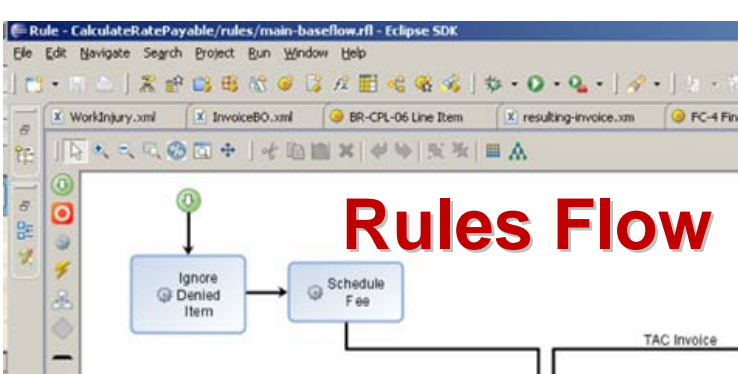 Rule - CalculateRatePayable/rules/main-baseflow.rfl - Eclipse SDK
File Edit Navigate Search Project Run Window Help
WorkInjury.xml InvoiceBO.xml BR-CPL-06 Line Item resulting-invoice.xm FC-4 Fin
Rules Flow
Ignore
Denied
Item
Schedule
Fee
TAC Invoice